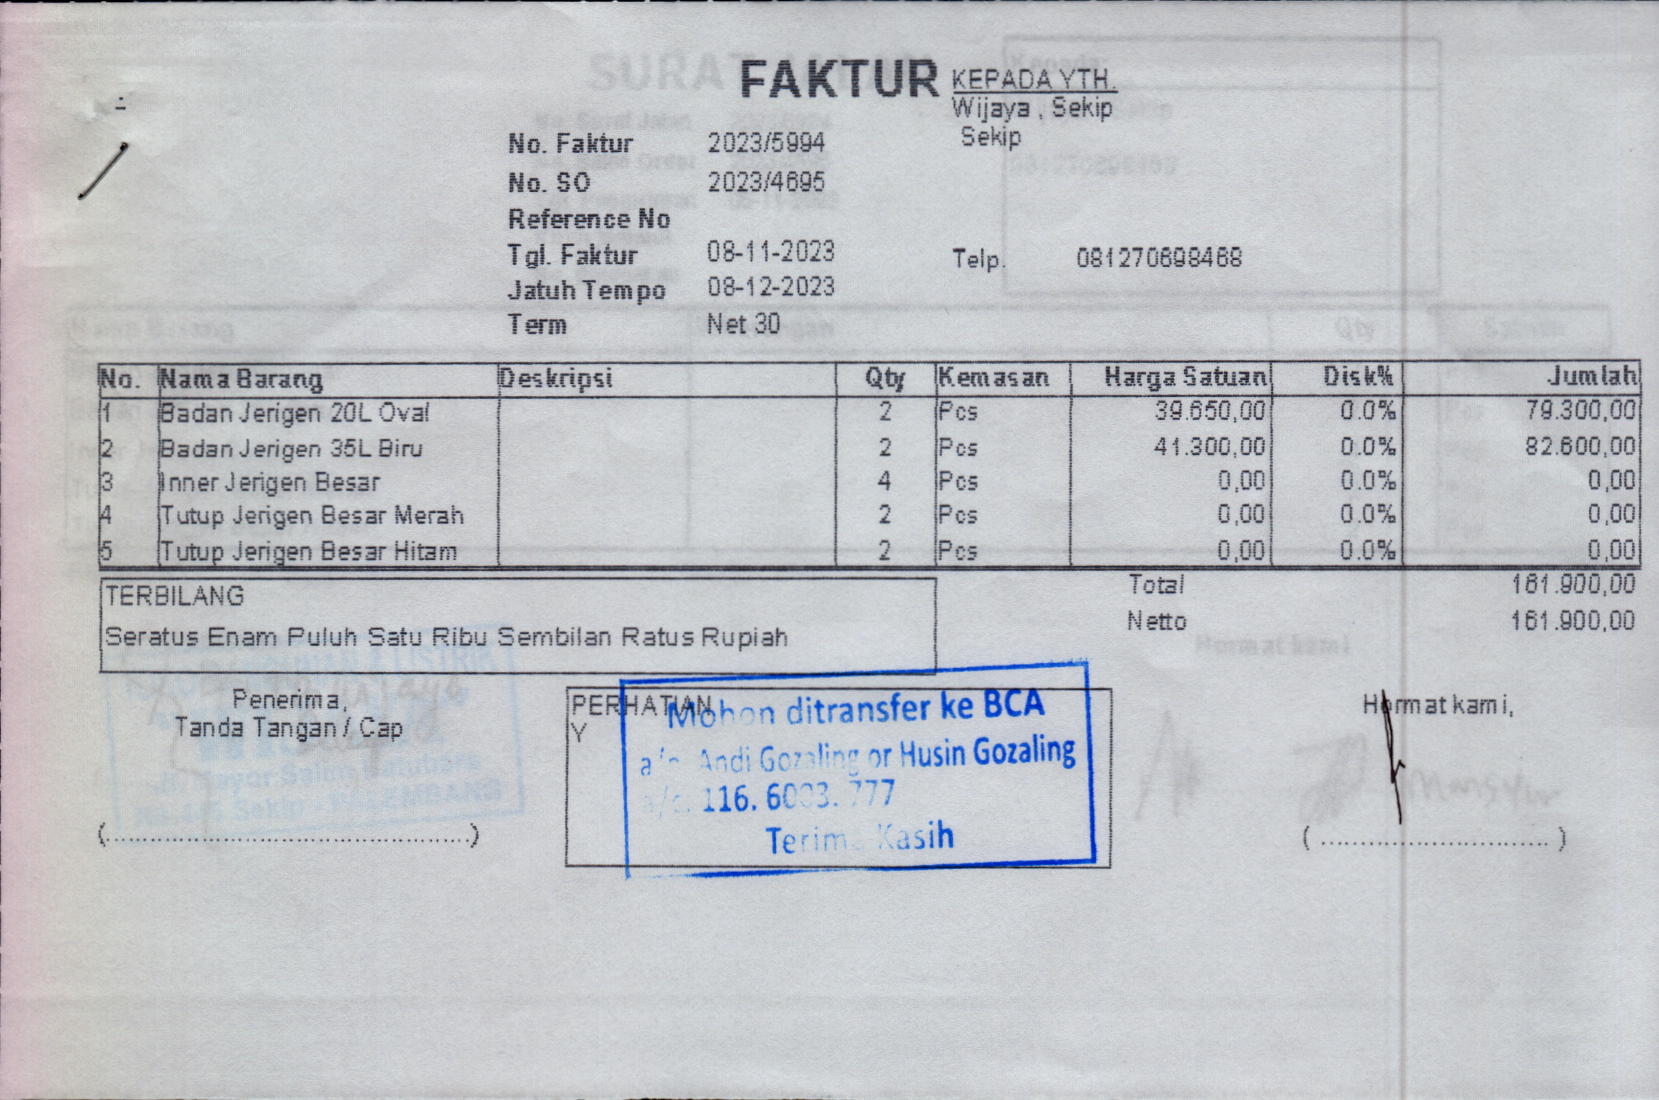 FAKTUR
KEPADA YTH.
Wijaya , Sekip
Sekip
No. Faktur 2023/5994
No. SO 2023/4695
Reference No
Tgl. Faktur 08-11-2023
Telp. 081270698468
Jatuh Tempo 08-12-2023
Term Net 30
No. Nama Barang Deskripsi Qty Kemasan Harga Satuan Disk% Jumlah
1 Badan Jerigen 20L Oval 2 Pcs 39.650,00 0.0% 79.300,00
2 Badan Jerigen 35L Biru 2 Pcs 41.300,00 0.0% 82.600,00
3 Inner Jerigen Besar 4 Pcs 0,00 0.0% 0,00
4 Tutup Jerigen Besar Merah 2 Pcs 0,00 0.0% 0,00
5 Tutup Jerigen Besar Hitam 2 Pcs 0,00 0.0% 0,00
Total 161.900,00
Netto 161.900,00
TERBILANG
Seratus Enam Puluh Satu Ribu Sembilan Ratus Rupiah
Penerima,
Tanda Tangan / Cap
(............................................)
PERHATIAN
Y
Mohon ditransfer ke BCA
a/n. Andi Gozaling or Husin Gozaling
a/c. 116. 6003. 777
Terima Kasih
Hormat kami,
Mansyur
(............................)